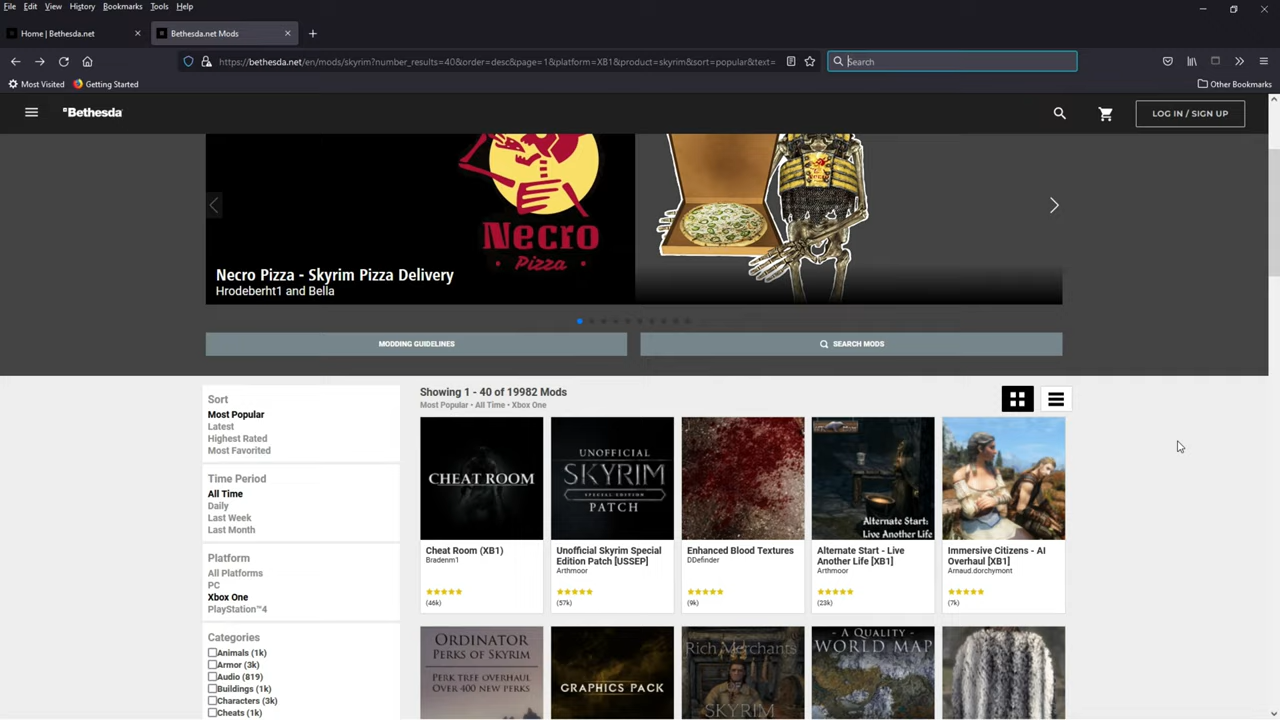 File Edit View History Bookmarks Tools Help
Home | Bethesda.net
Bethesda.net Mods
https://bethesda.net/en/mods/skyrim?number_results=40&order=desc&page=1&platform=XB1&product=skyrim&sort=popular&text=
Search
Most Visited Getting Started
Other Bookmarks
Bethesda
LOG IN / SIGN UP
Necro
Pizza
Necro Pizza - Skyrim Pizza Delivery
Hrodeberht1 and Bella
MODDING GUIDELINES
SEARCH MODS
Sort
Most Popular
Latest
Highest Rated
Most Favorited
Time Period
All Time
Daily
Last Week
Last Month
Platform
All Platforms
PC
Xbox One
PlayStation™4
Categories
Animals (1k)
Armor (3k)
Audio (819)
Buildings (1k)
Characters (3k)
Cheats (1k)
Showing 1 - 40 of 19982 Mods
Most Popular • All Time • Xbox One
CHEAT ROOM
Cheat Room (XB1)
Bradenm1
(46k)
UNOFFICIAL
SKYRIM
SPECIAL EDITION
PATCH
Unofficial Skyrim Special
Edition Patch [USSEP]
Arthmoor
(57k)
Enhanced Blood Textures
DDefinder
(9k)
Alternate Start:
Live Another Life
Alternate Start - Live
Another Life [XB1]
Arthmoor
(23k)
Immersive Citizens - AI
Overhaul [XB1]
Arnaud.dorchymont
(7k)
ORDINATOR
PERKS OF SKYRIM
PERK TREE OVERHAUL
OVER 400 NEW PERKS
GRAPHICS PACK
Rich Merchants
of
SKYRIM
A QUALITY
WORLD MAP